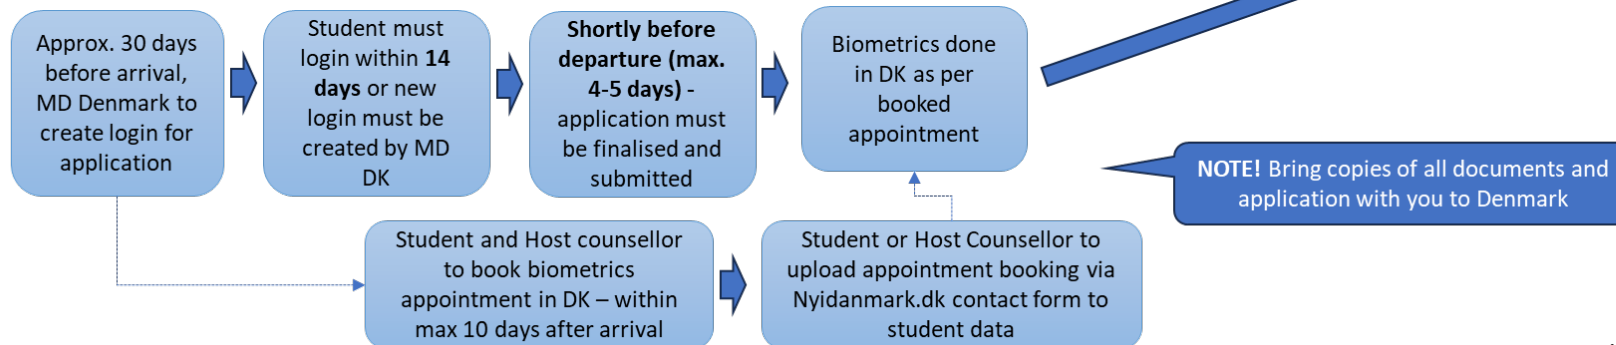 Approx. 30 days
before arrival,
MD Denmark to
create login for
application
Student must
login within 14
days or new
login must be
created by MD
DK
Shortly before
departure (max.
4-5 days) -
application must
be finalised and
submitted
Biometrics done
in DK as per
booked
appointment
NOTE! Bring copies of all documents and
application with you to Denmark
Student and Host counsellor
to book biometrics
appointment in DK – within
max 10 days after arrival
Student or Host Counsellor to
upload appointment booking via
Nyidanmark.dk contact form to
student data